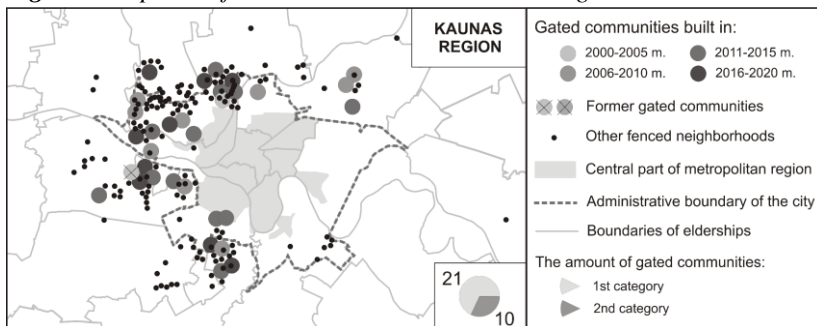 KAUNAS
REGION
21
10
Gated communities built in:
2000-2005 m.
2011-2015 m.
2006-2010 m.
2016-2020 m.
Former gated communities
Other fenced neighborhoods
Central part of metropolitan region
Administrative boundary of the city
Boundaries of elderships
The amount of gated communities:
1st category
2nd category